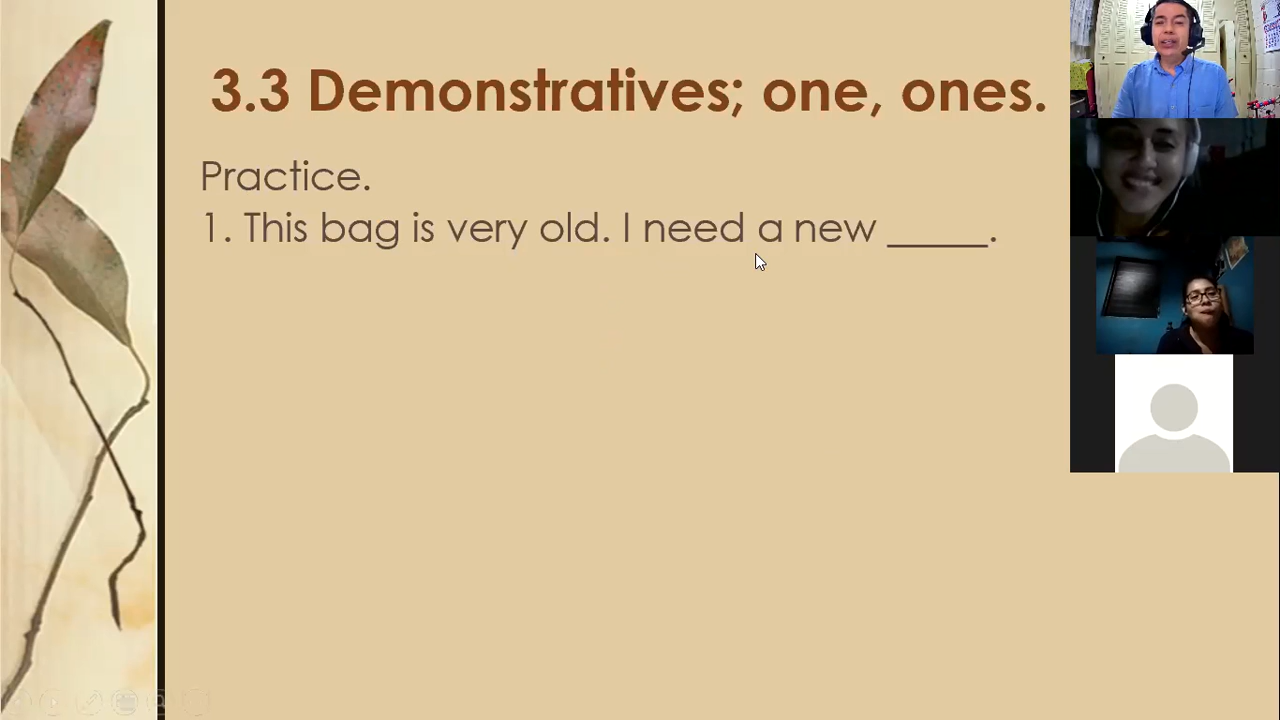 3.3 Demonstratives; one, ones.
Practice.
1. This bag is very old. I need a new _____.